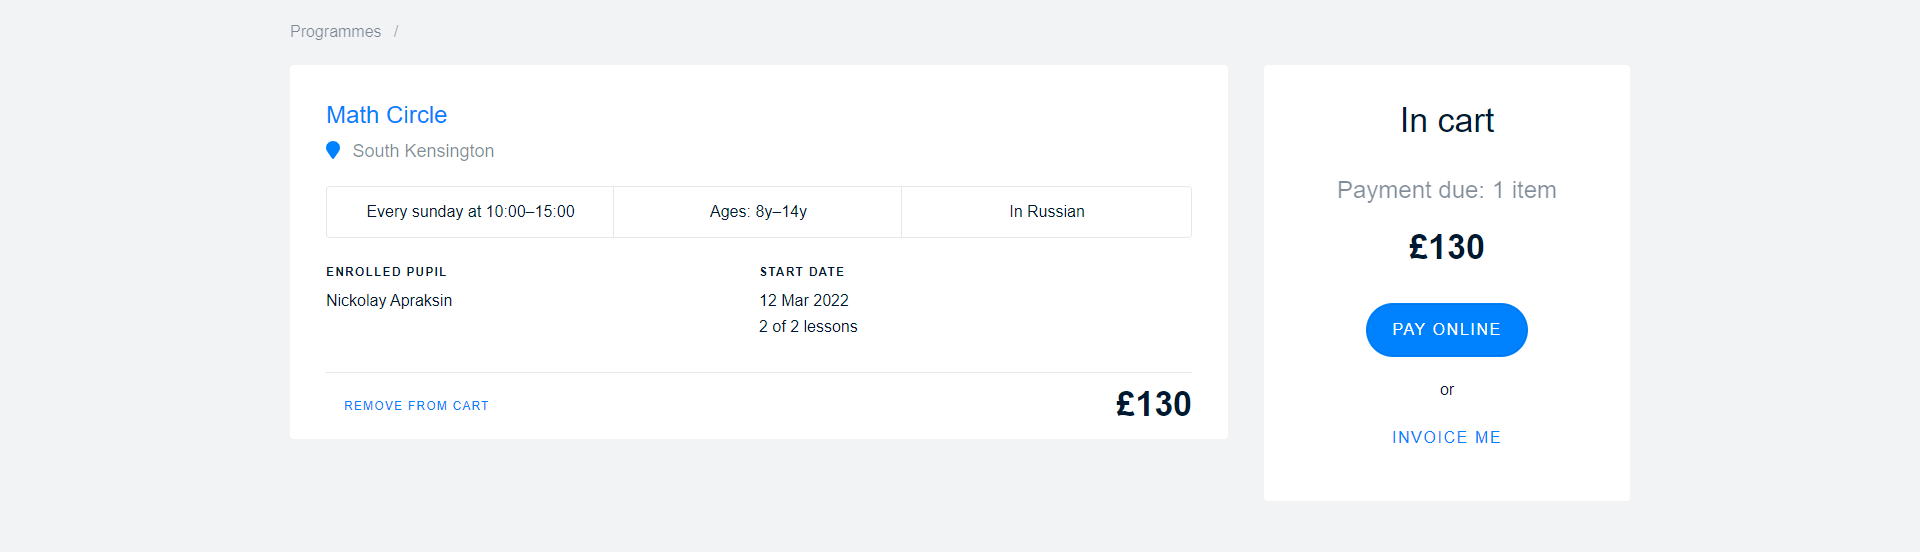 Programmes /
Math Circle
South Kensington
Every sunday at 10:00–15:00
Ages: 8y–14y
In Russian
ENROLLED PUPIL
Nickolay Apraksin
START DATE
12 Mar 2022
2 of 2 lessons
REMOVE FROM CART
£130
In cart
Payment due: 1 item
£130
PAY ONLINE
or
INVOICE ME